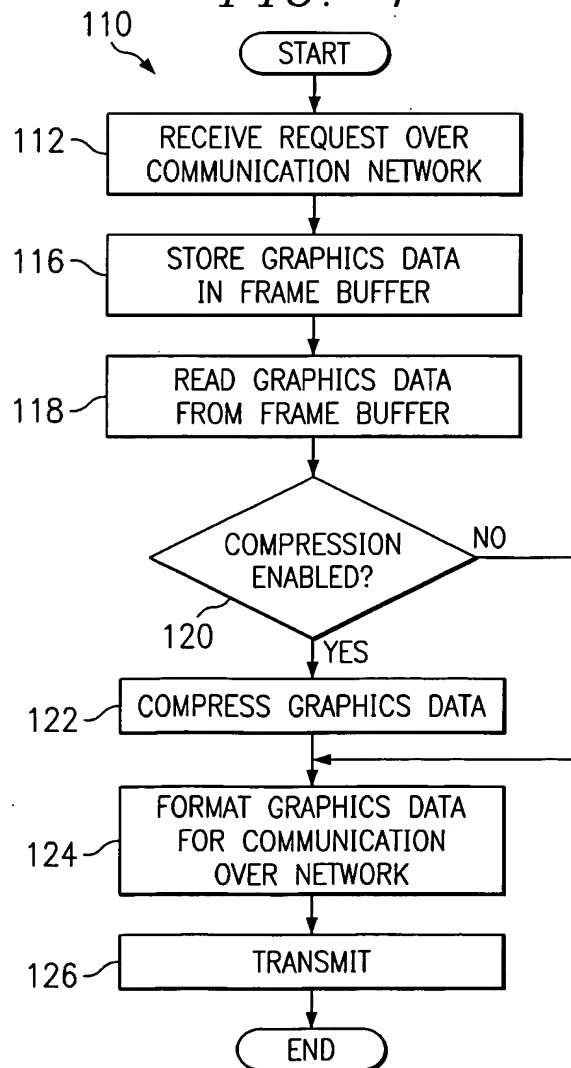 FIG. 4
110
START
112
RECEIVE REQUEST OVER
COMMUNICATION NETWORK
116
STORE GRAPHICS DATA
IN FRAME BUFFER
118
READ GRAPHICS DATA
FROM FRAME BUFFER
COMPRESSION
ENABLED?
NO
120
YES
122
COMPRESS GRAPHICS DATA
124
FORMAT GRAPHICS DATA
FOR COMMUNICATION
OVER NETWORK
126
TRANSMIT
END